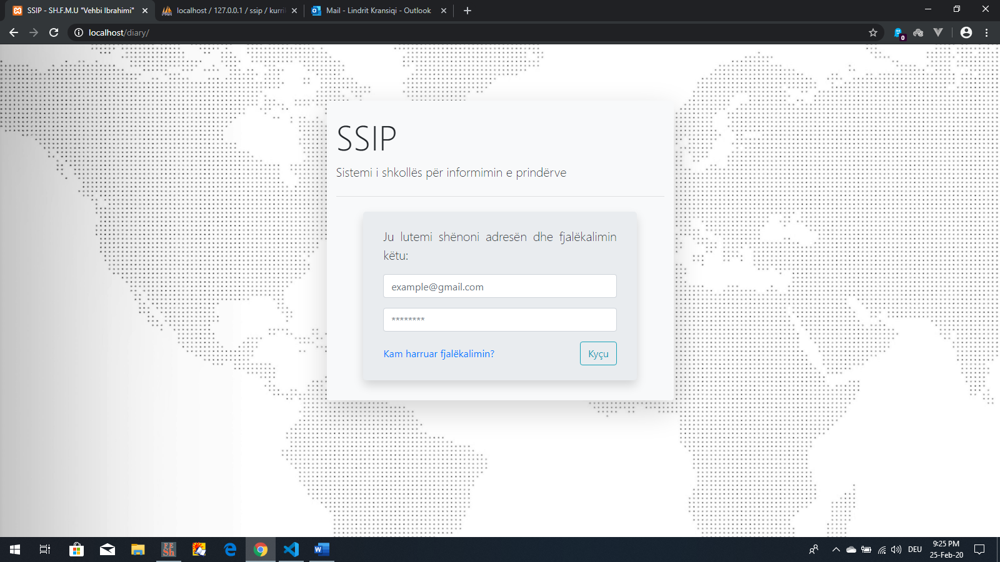 SSIP - SH.F.M.U "Vehbi Ibrahimi"
localhost / 127.0.0.1 / ssip / kurri
Mail - Lindrit Kransiqi - Outlook
localhost/diary/
0
SSIP
Sistemi i shkollës për informimin e prindërve
Ju lutemi shënoni adresën dhe fjalëkalimin
këtu:
example@gmail.com
********
Kam harruar fjalëkalimin?
Kyçu
FE
Sh
DEU
9:25 PM
25-Feb-20